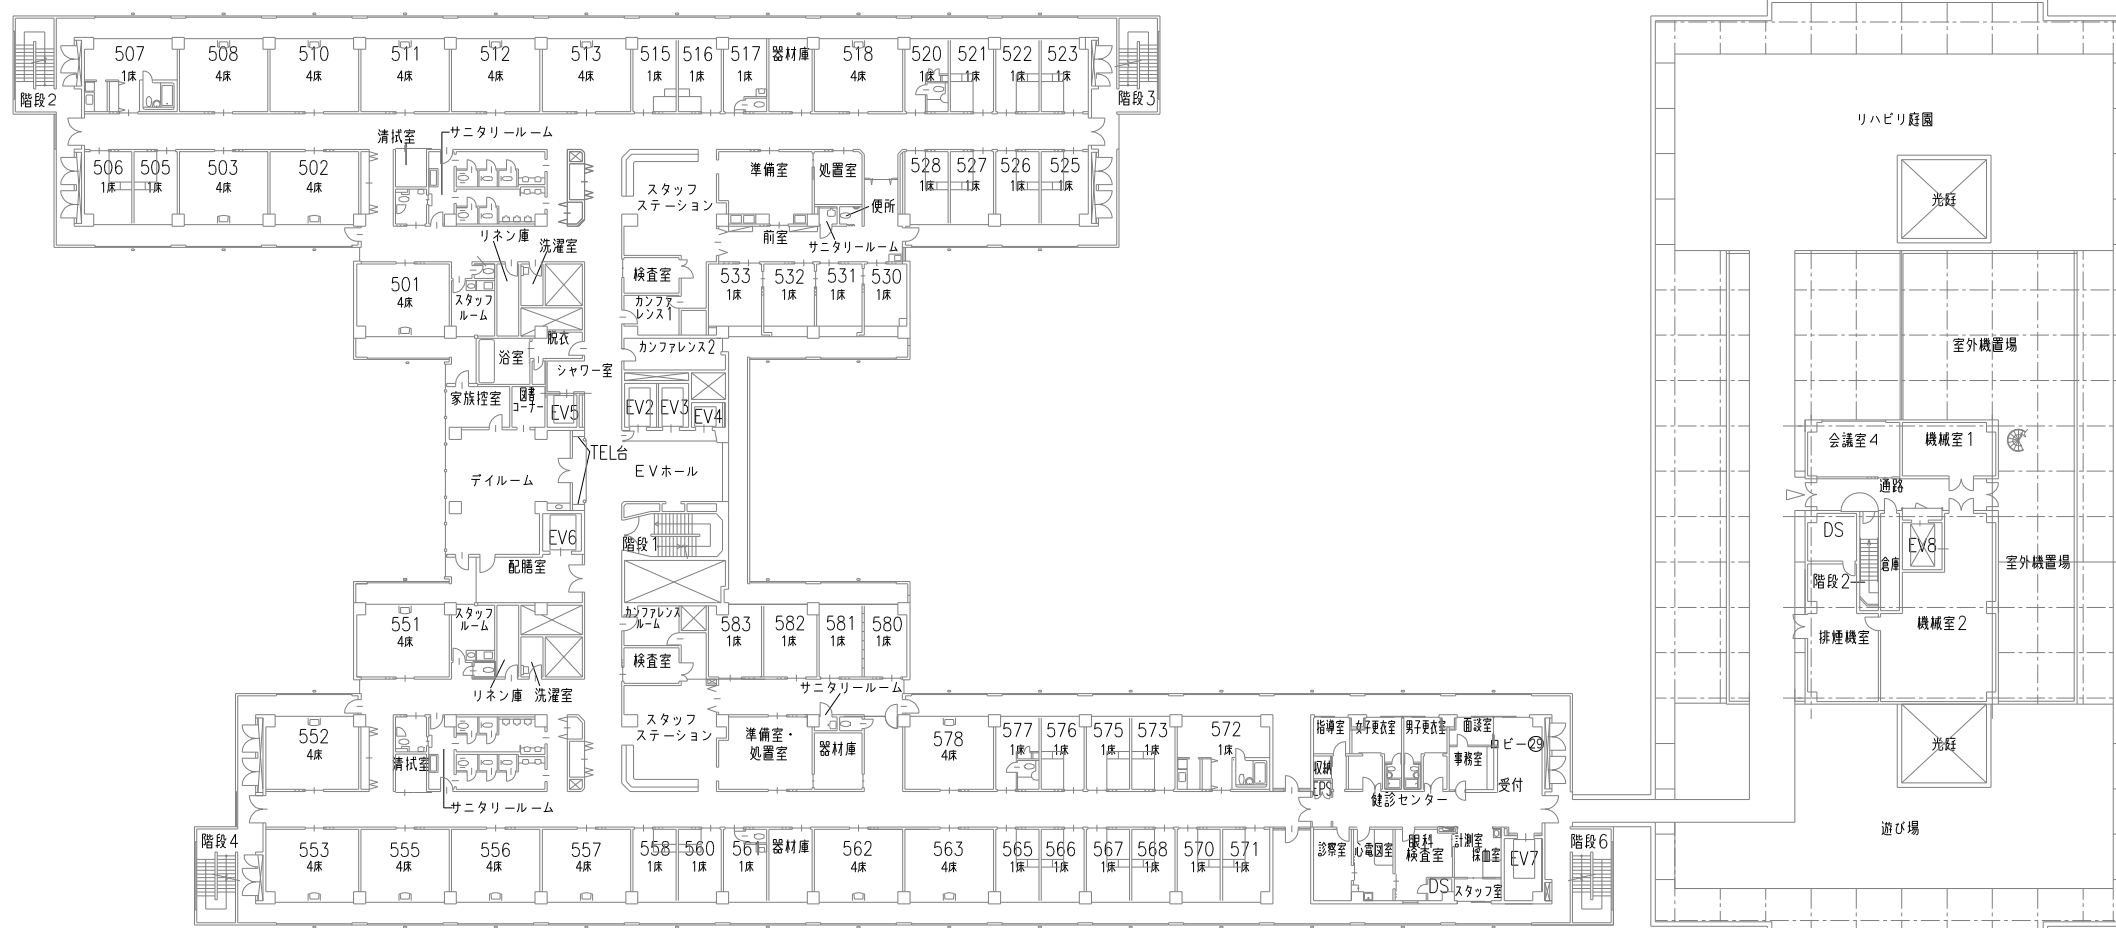 507
1床
508
4床
510
4床
511
4床
512
4床
513
4床
515
1床
516
1床
517
1床
器材庫
518
4床
520
1床
521
1床
522
1床
523
1床
階段2
階段3
清拭室
サニタリールーム
506
1床
505
1床
503
4床
502
4床
スタッフ
ステーション
準備室
処置室
528
1床
527
1床
526
1床
525
1床
便所
サニタリールーム
前室
リネン庫
洗濯室
501
4床
スタッフ
ルーム
検査室
カンファ
レンス1
533
1床
532
1床
531
1床
530
1床
脱衣
浴室
シャワー室
カンファレンス2
家族控室
図書
コーナー
EV5
EV2
EV3
EV4
TEL台
デイルーム
EVホール
EV6
階段1
配膳室
551
4床
スタッフ
ルーム
カンファレンス
ルーム
583
1床
582
1床
581
1床
580
1床
検査室
リネン庫
洗濯室
サニタリールーム
552
4床
清拭室
サニタリールーム
スタッフ
ステーション
準備室・
処置室
器材庫
578
4床
577
1床
576
1床
575
1床
573
1床
572
1床
指導室
女子更衣室
男子更衣室
面談室
ロビー㉙
事務室
収納
EPS
受付
健診センター
階段4
553
4床
555
4床
556
4床
557
4床
558
1床
560
1床
561
1床
器材庫
562
4床
563
4床
565
1床
566
1床
567
1床
568
1床
570
1床
571
1床
診察室
心電図室
眼科
検査室
計測室
採血室
DS
スタッフ室
EV7
階段6
リハビリ庭園
光庭
室外機置場
会議室4
機械室1
通路
DS
階段2
倉庫
EV8
室外機置場
排煙機室
機械室2
光庭
遊び場